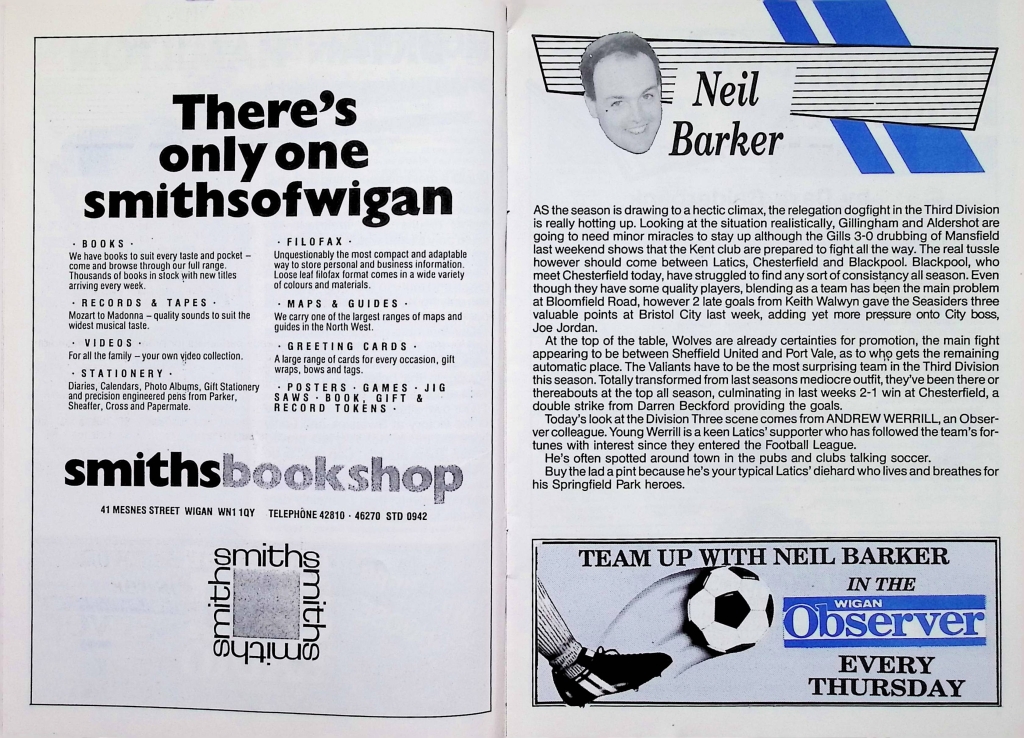 There's
only one
smithsofwigan
· BOOKS ·
We have books to suit every taste and pocket –
come and browse through our full range.
Thousands of books in stock with new titles
arriving every week.
· RECORDS & TAPES ·
Mozart to Madonna – quality sounds to suit the
widest musical taste.
· VIDEOS ·
For all the family – your own video collection.
· STATIONERY ·
Diaries, Calendars, Photo Albums, Gift Stationery
and precision engineered pens from Parker,
Sheaffer, Cross and Papermate.
· FILOFAX ·
Unquestionably the most compact and adaptable
way to store personal and business information.
Loose leaf filofax format comes in a wide variety
of colours and materials.
· MAPS & GUIDES ·
We carry one of the largest ranges of maps and
guides in the North West.
· GREETING CARDS ·
A large range of cards for every occasion, gift
wraps, bows and tags.
· POSTERS · GAMES · JIG
SAWS · BOOK, GIFT &
RECORD TOKENS ·
smithsbookshop
41 MESNES STREET WIGAN WN1 1QY TELEPHONE 42810 · 46270 STD 0942
smiths
smiths
smiths
smiths
Neil
Barker
AS the season is drawing to a hectic climax, the relegation dogfight in the Third Division
is really hotting up. Looking at the situation realistically, Gillingham and Aldershot are
going to need minor miracles to stay up although the Gills 3-0 drubbing of Mansfield
last weekend shows that the Kent club are prepared to fight all the way. The real tussle
however should come between Latics, Chesterfield and Blackpool. Blackpool, who
meet Chesterfield today, have struggled to find any sort of consistancy all season. Even
though they have some quality players, blending as a team has been the main problem
at Bloomfield Road, however 2 late goals from Keith Walwyn gave the Seasiders three
valuable points at Bristol City last week, adding yet more pressure onto City boss,
Joe Jordan.
At the top of the table, Wolves are already certainties for promotion, the main fight
appearing to be between Sheffield United and Port Vale, as to who gets the remaining
automatic place. The Valiants have to be the most surprising team in the Third Division
this season. Totally transformed from last seasons mediocre outfit, they've been there or
thereabouts at the top all season, culminating in last weeks 2-1 win at Chesterfield, a
double strike from Darren Beckford providing the goals.
Today's look at the Division Three scene comes from ANDREW WERRILL, an Obser-
ver colleague. Young Werrill is a keen Latics' supporter who has followed the team's for-
tunes with interest since they entered the Football League.
He's often spotted around town in the pubs and clubs talking soccer.
Buy the lad a pint because he's your typical Latics' diehard who lives and breathes for
his Springfield Park heroes.
TEAM UP WITH NEIL BARKER
IN THE
WIGAN
Observer
EVERY
THURSDAY